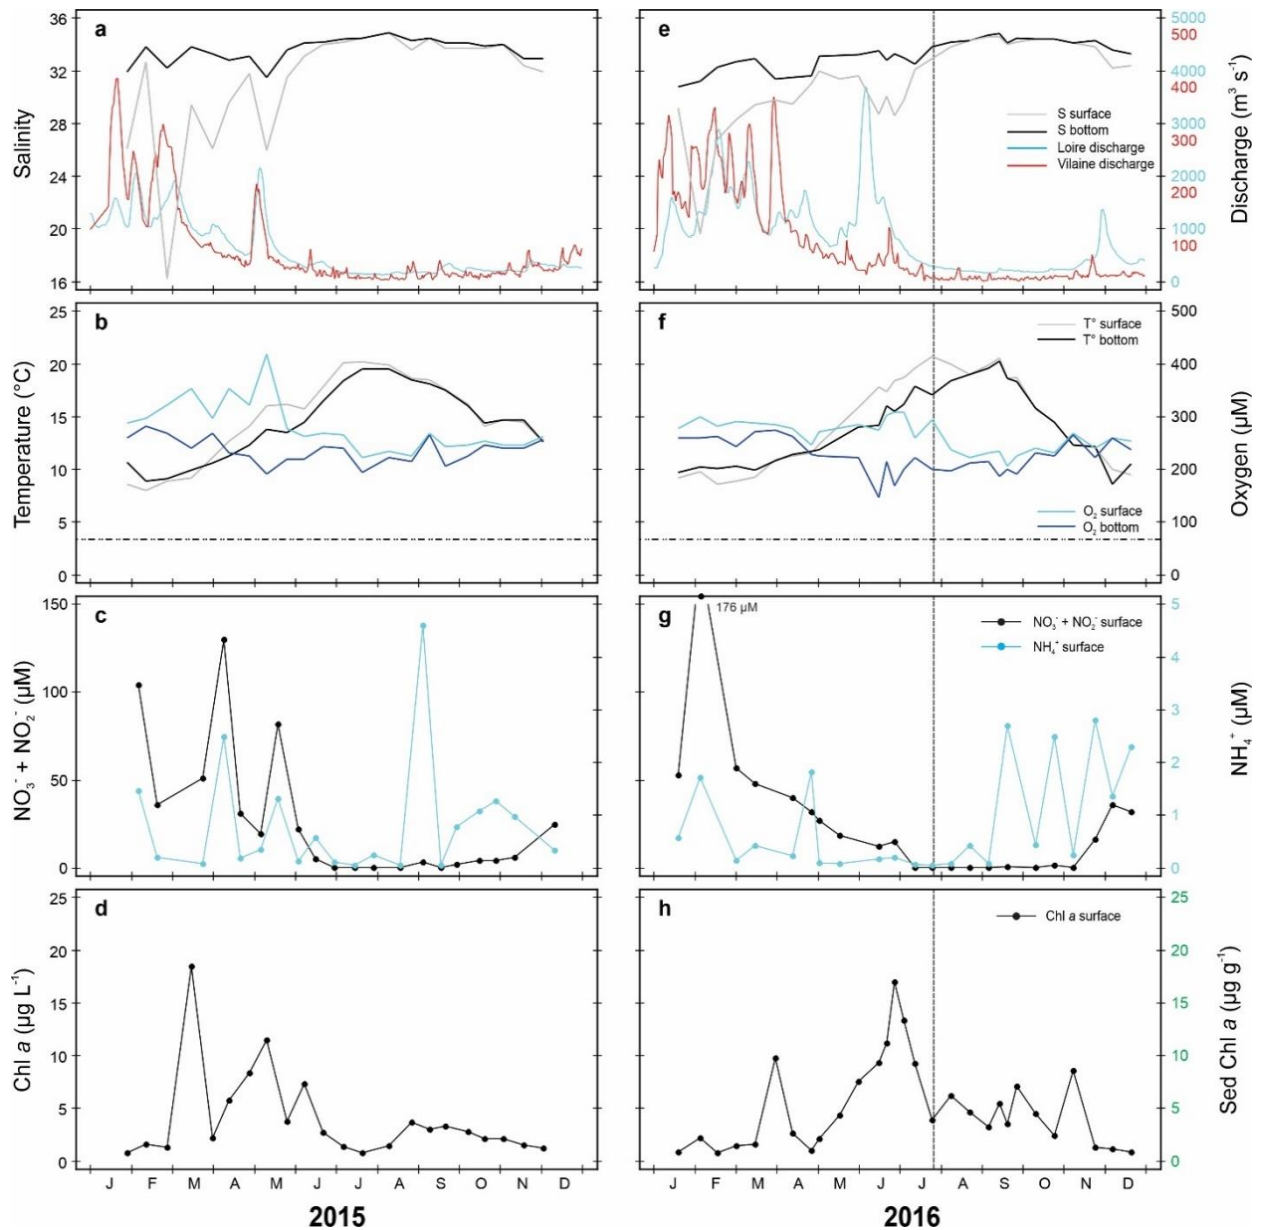 a
e
36
32
28
24
20
16
Salinity
5000
500
4000
400
3000
300
2000
200
1000
100
0
0
Discharge (m³ s⁻¹)
S surface
S bottom
Loire discharge
Vilaine discharge
b
f
25
20
15
10
5
0
Temperature (°C)
500
400
300
200
100
0
Oxygen (µM)
T° surface
T° bottom
O₂ surface
O₂ bottom
c
g
150
100
50
0
NO₃⁻ + NO₂⁻ (µM)
176 µM
NO₃⁻ + NO₂⁻ surface
NH₄⁺ surface
5
4
3
2
1
0
NH₄⁺ (µM)
d
h
25
20
15
10
5
0
Chl a (µg L⁻¹)
Chl a surface
25
20
15
10
5
0
Sed Chl a (µg g⁻¹)
J F M A M J J A S O N D
J F M A M J J A S O N D
2015
2016